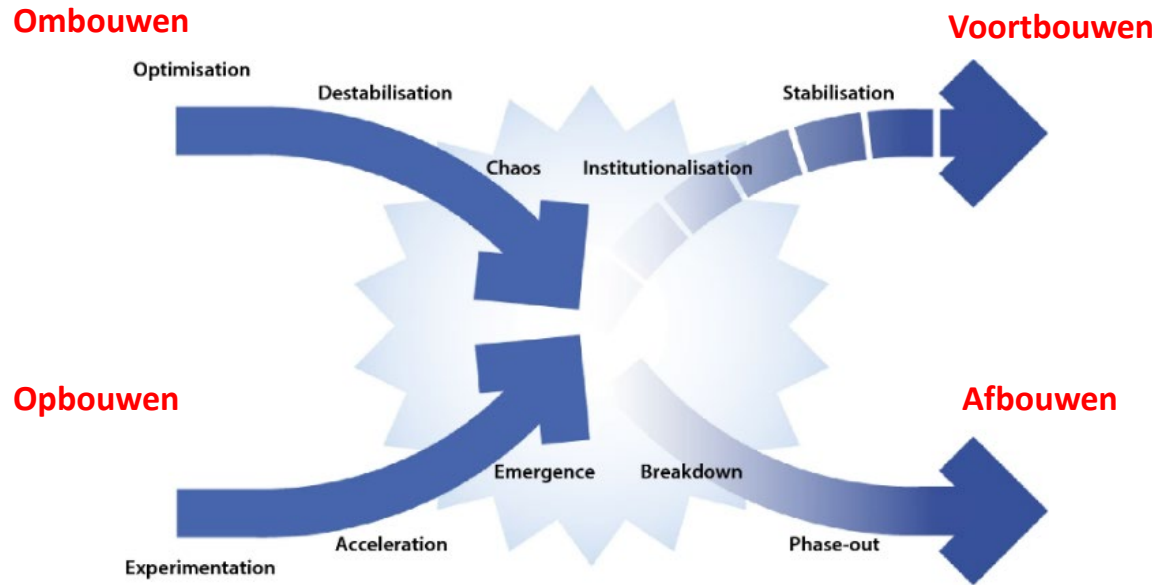 Ombouwen
Voortbouwen
Optimisation
Destabilisation
Stabilisation
Chaos
Institutionalisation
Opbouwen
Afbouwen
Emergence
Breakdown
Acceleration
Phase-out
Experimentation